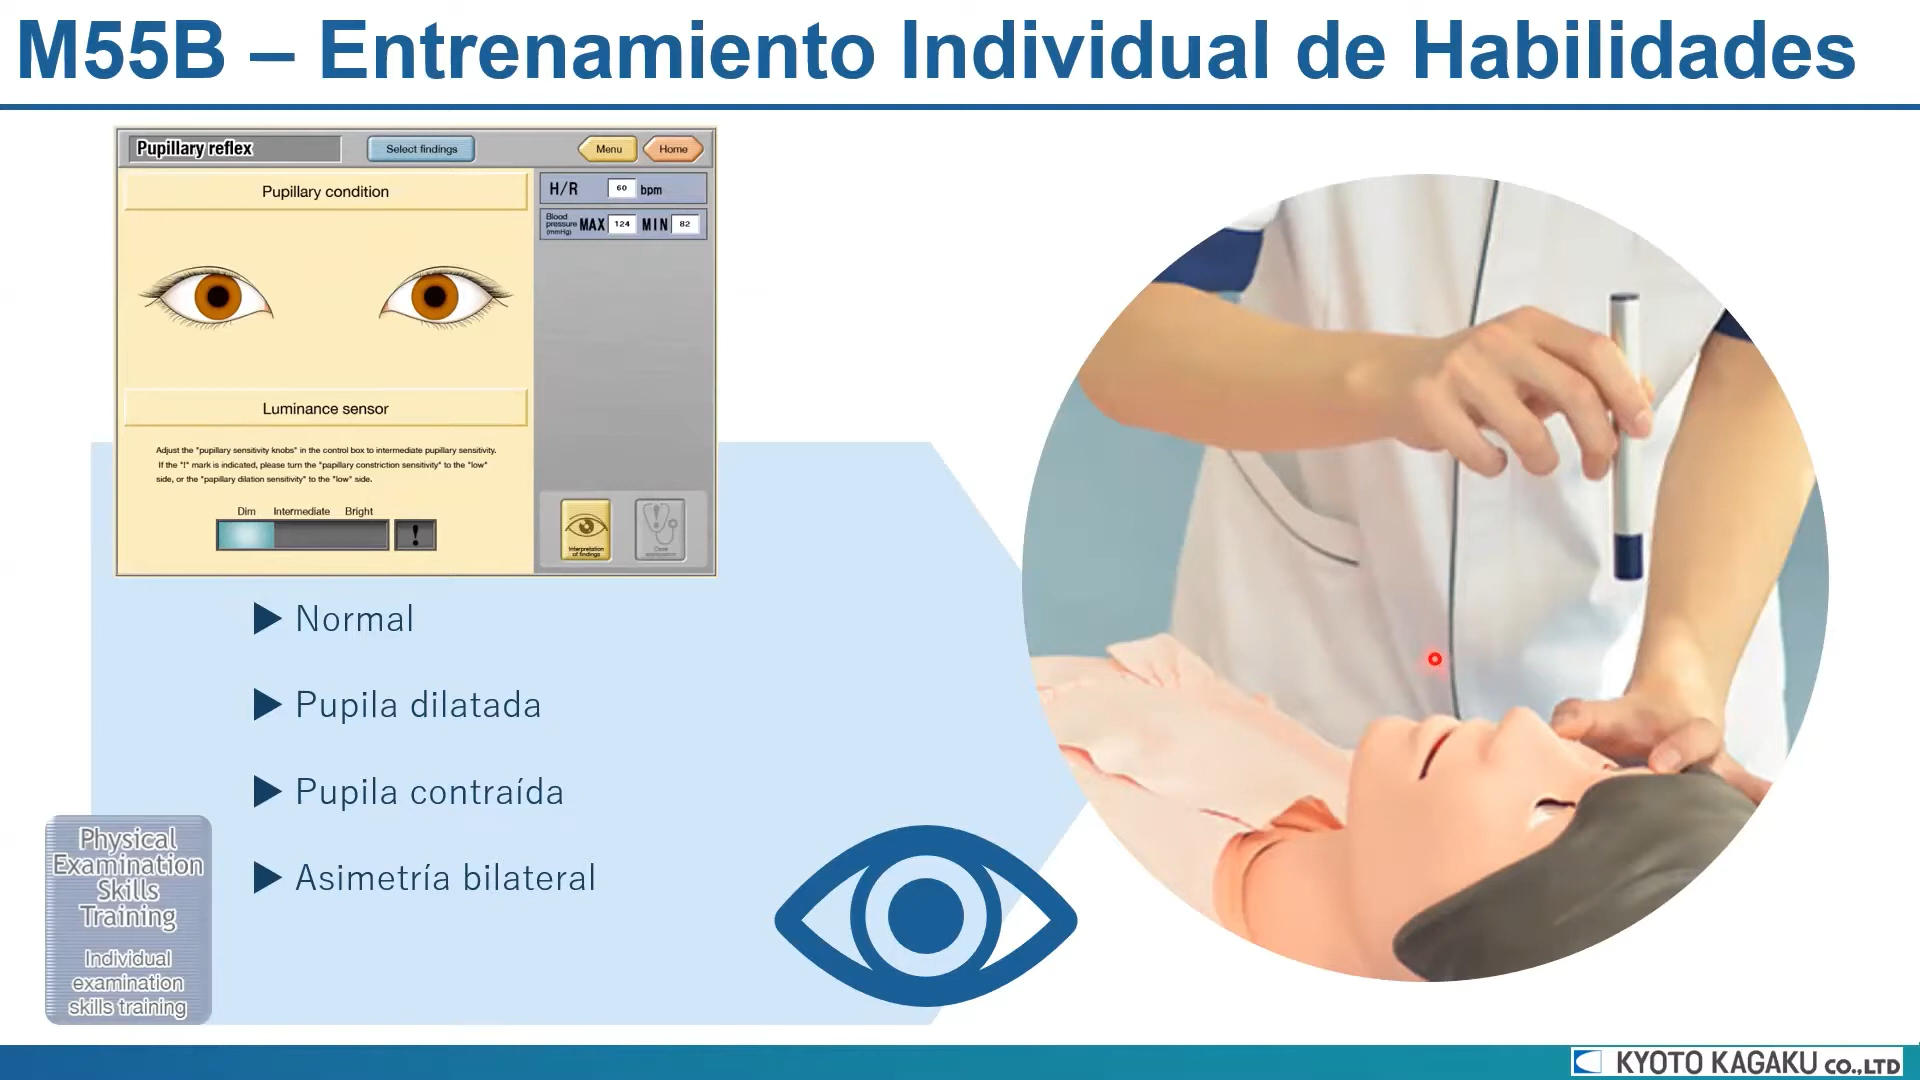 M55B – Entrenamiento Individual de Habilidades
Pupillary reflex
Select findings
Menu
Home
Pupillary condition
H/R 60 bpm
Blood pressure (mmHg) MAX 124 MIN 82
Luminance sensor
Adjust the "pupillary sensitivity knobs" in the control box to intermediate pupillary sensitivity.
If the "!" mark is indicated, please turn the "papillary constriction sensitivity" to the "low"
side, or the "papillary dilation sensitivity" to the "low" side.
Dim Intermediate Bright
!
Interpretation
of findings
Normal
Pupila dilatada
Pupila contraída
Asimetría bilateral
Physical
Examination
Skills
Training
Individual
examination
skills training
KYOTO KAGAKU CO.,LTD